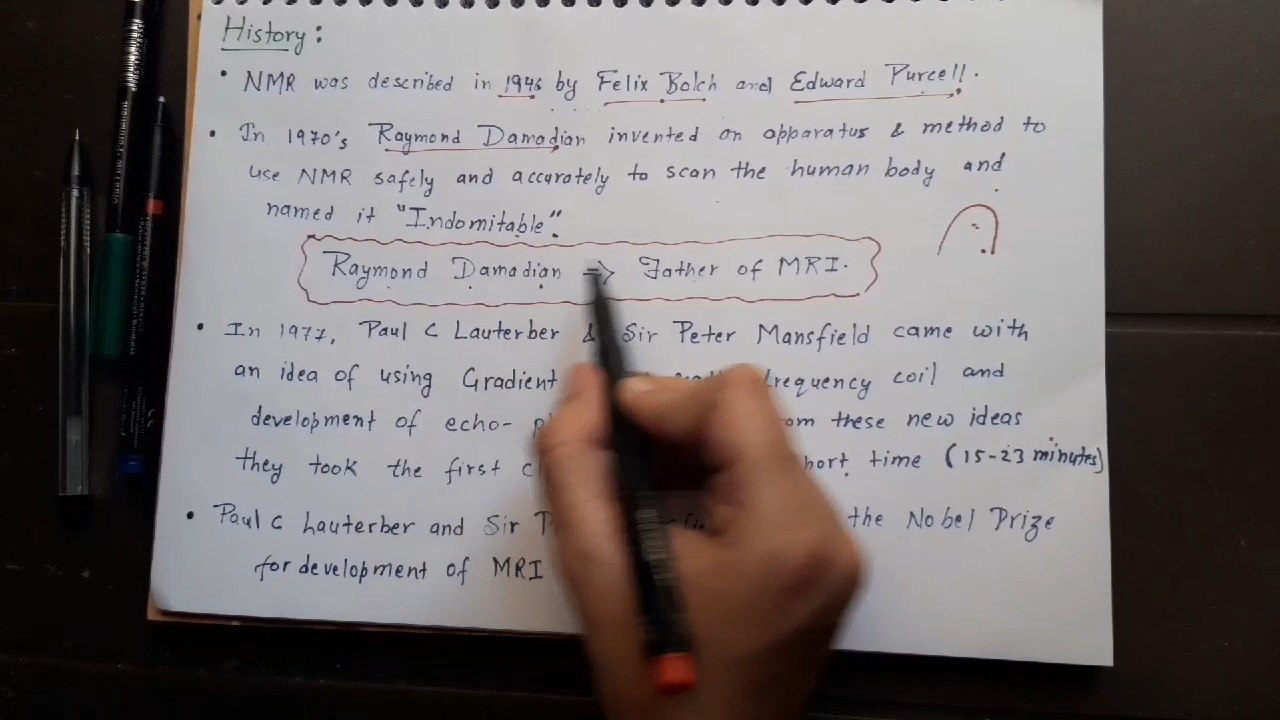 History:
• NMR was described in 1946 by Felix Bolch and Edward Purcell.
• In 1970's Raymond Damadian invented an apparatus & method to
use NMR safely and accurately to scan the human body and
named it "Indomitable".
Raymond Damadian => Father of MRI.
• In 1977, Paul C Lauterber & Sir Peter Mansfield came with
an idea of using Gradient frequency coil and
development of echo- these new ideas
they took the first time (15-23 minutes)
• Paul C Lauterber and Sir the Nobel Prize
for development of MRI